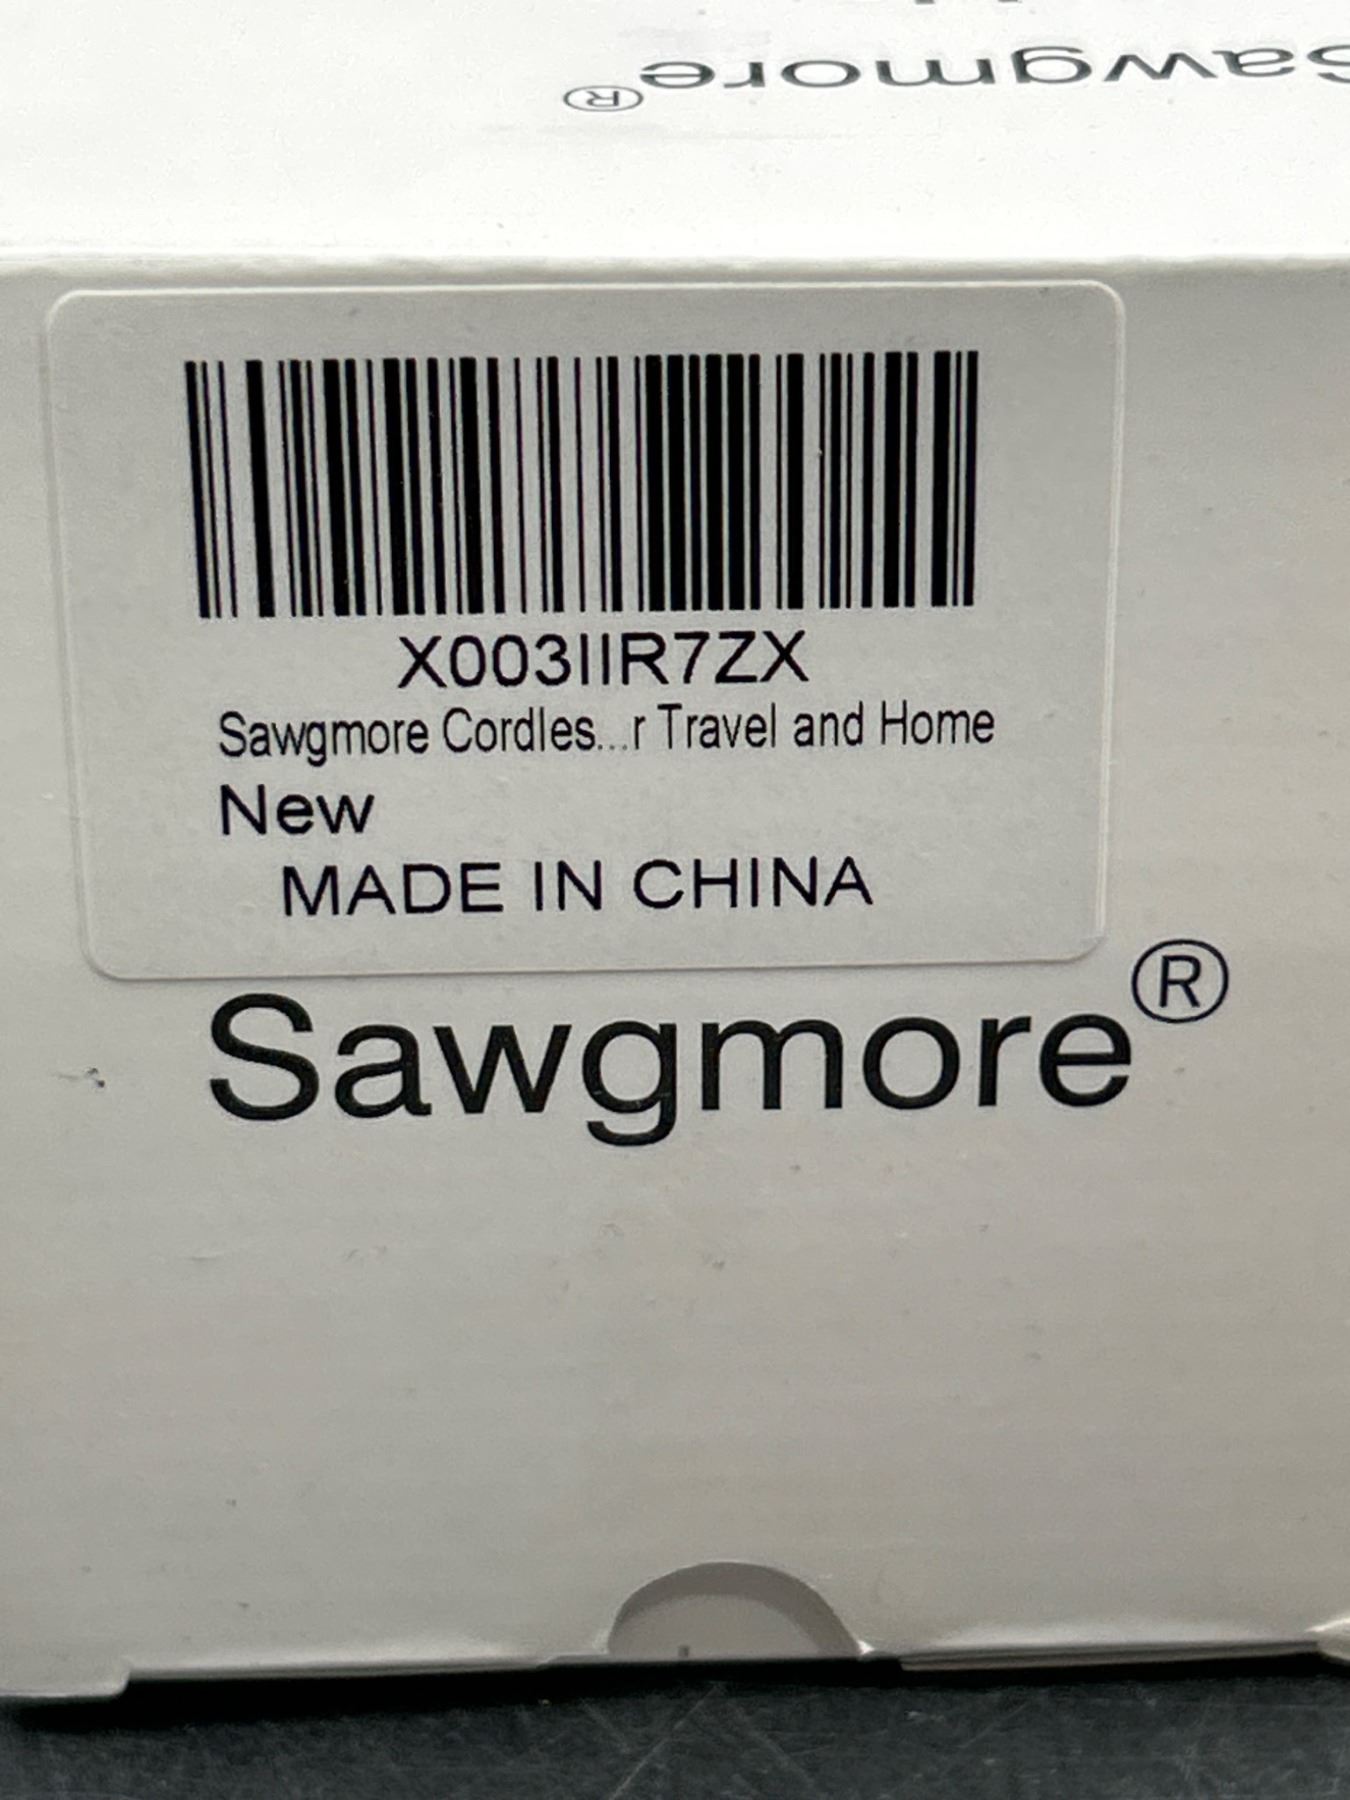 Sawgmore®
X003IIR7ZX
Sawgmore Cordles...r Travel and Home
New
MADE IN CHINA
Sawgmore®